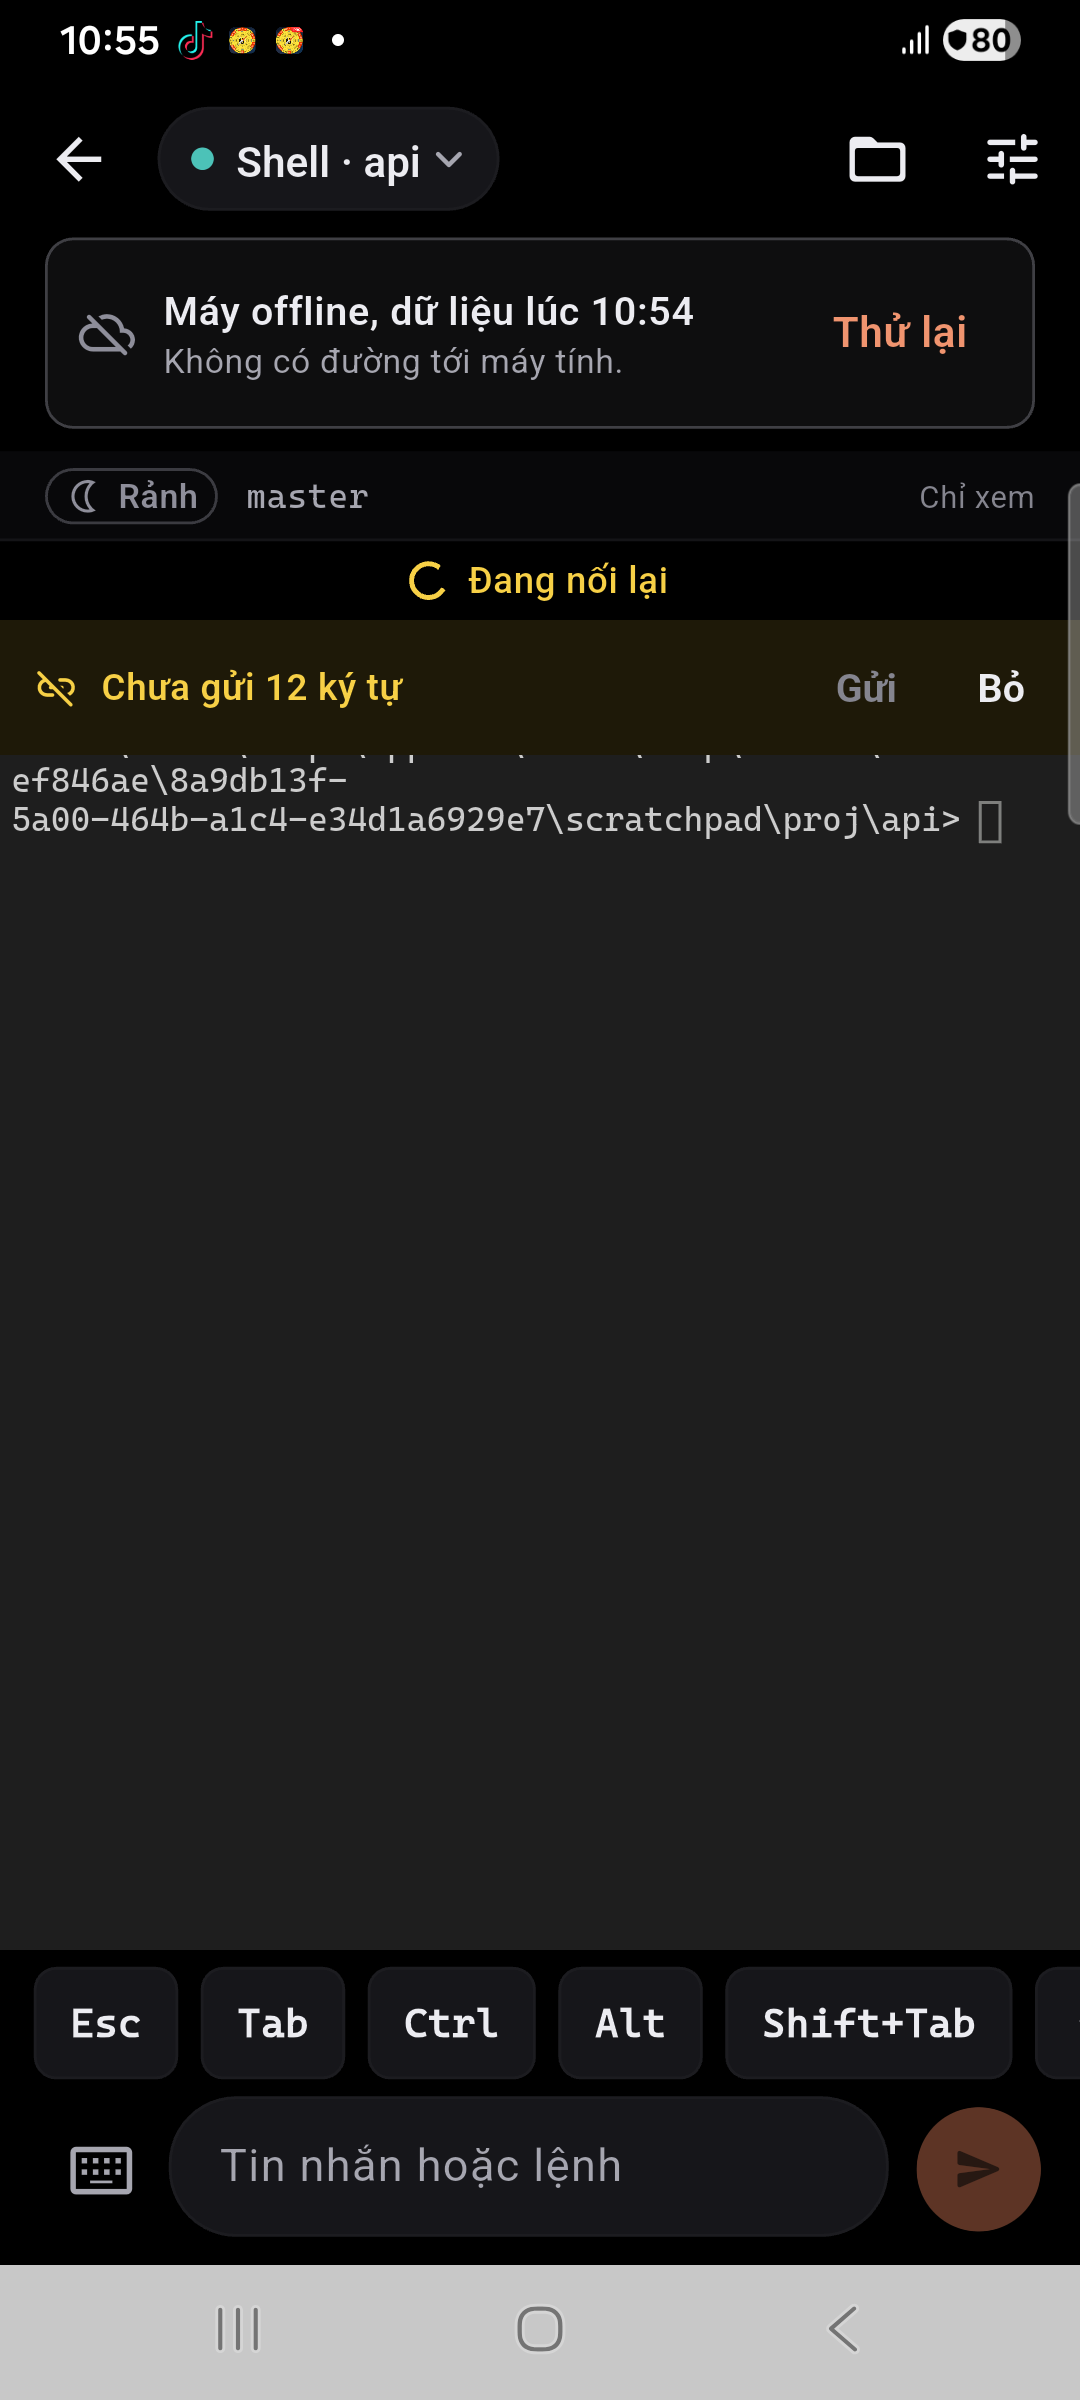 10:55
80
Shell · api
Máy offline, dữ liệu lúc 10:54
Không có đường tới máy tính.
Thử lại
Rảnh
master
Chỉ xem
Đang nối lại
Chưa gửi 12 ký tự
Gửi
Bỏ
ef846ae\8a9db13f-
5a00-464b-a1c4-e34d1a6929e7\scratchpad\proj\api>
Esc
Tab
Ctrl
Alt
Shift+Tab
Tin nhắn hoặc lệnh